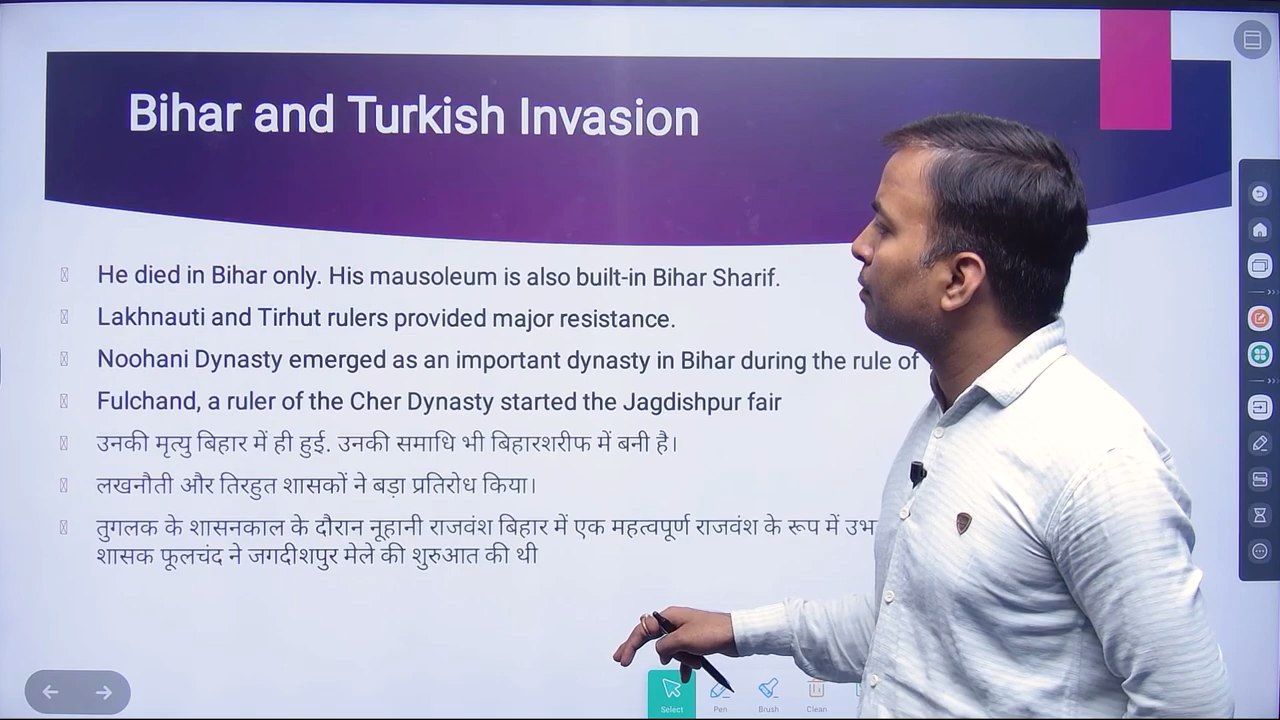 Bihar and Turkish Invasion
He died in Bihar only. His mausoleum is also built-in Bihar Sharif.
Lakhnauti and Tirhut rulers provided major resistance.
Noohani Dynasty emerged as an important dynasty in Bihar during the rule of
Fulchand, a ruler of the Cher Dynasty started the Jagdishpur fair
उनकी मृत्यु बिहार में ही हुई. उनकी समाधि भी बिहारशरीफ में बनी है।
लखनौती और तिरहुत शासकों ने बड़ा प्रतिरोध किया।
तुगलक के शासनकाल के दौरान नूहानी राजवंश बिहार में एक महत्वपूर्ण राजवंश के रूप में
शासक फूलचंद ने जगदीशपुर मेले की शुरुआत की थी
Select Pen Brush Clean